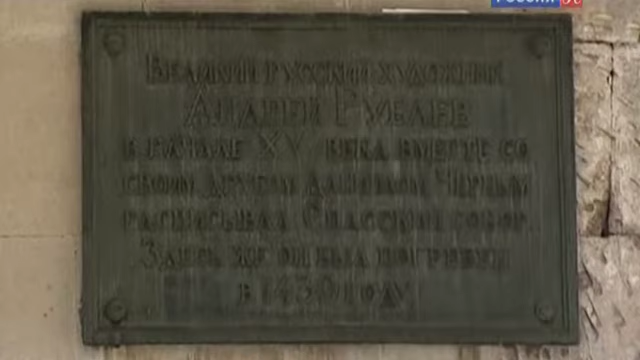 РОССИЯ К
Великий русский художник
Андрей Рублев
в начале XV века вместе со
своим другом Даниилом Черным
расписывал Спасский собор.
Здесь же он был погребен
в 1430 году